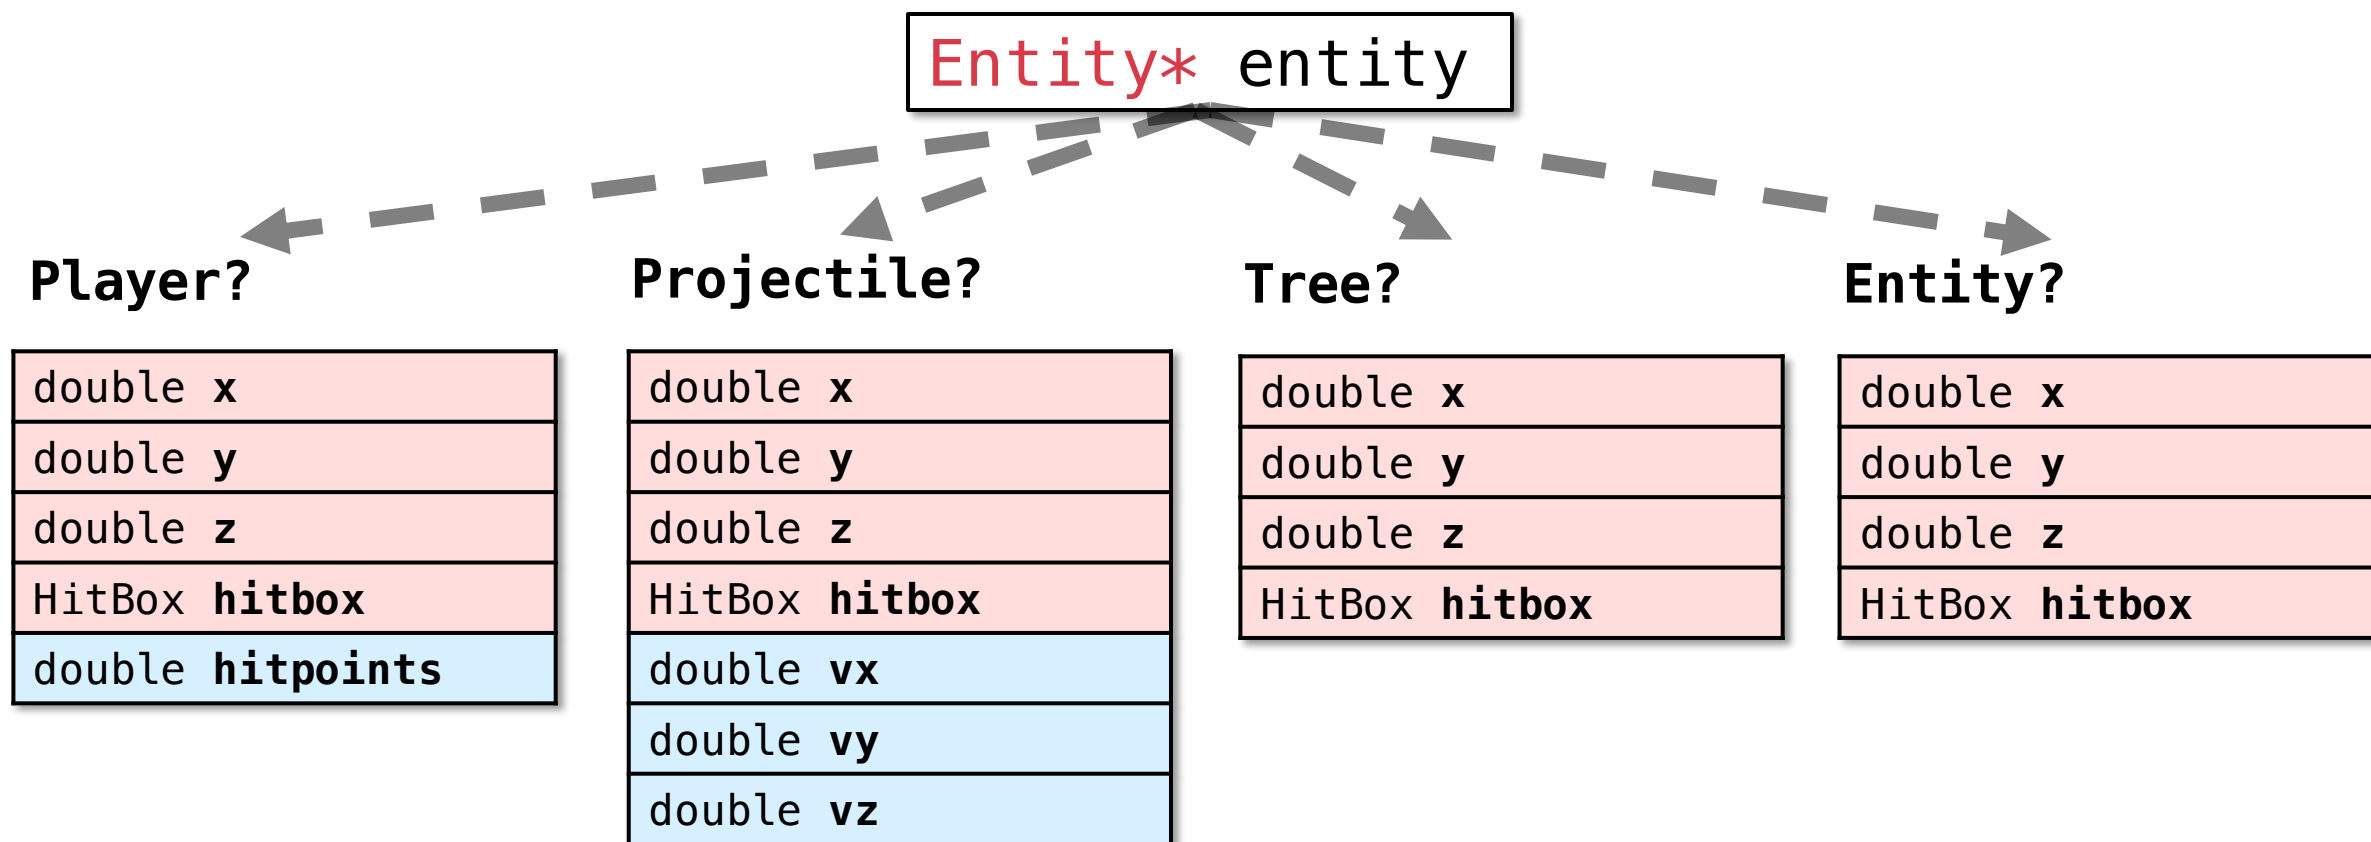 Entity* entity
Player?
double x
double y
double z
HitBox hitbox
double hitpoints
Projectile?
double x
double y
double z
HitBox hitbox
double vx
double vy
double vz
Tree?
double x
double y
double z
HitBox hitbox
Entity?
double x
double y
double z
HitBox hitbox